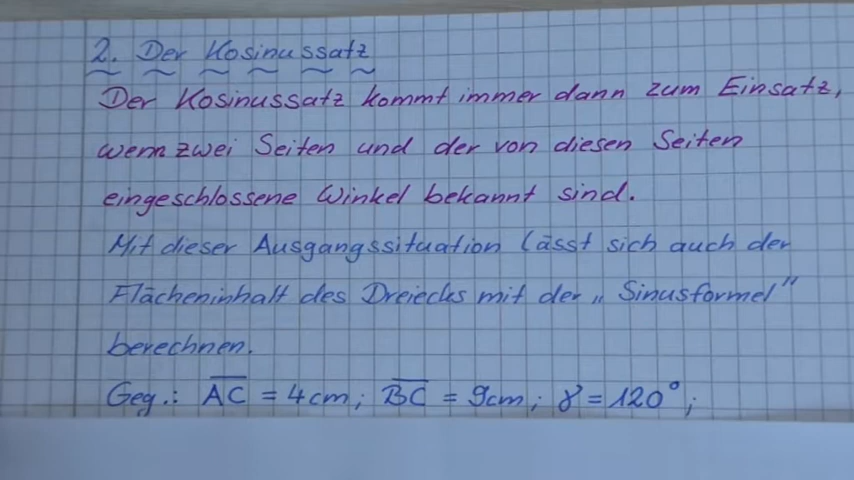 2. Der Kosinussatz
Der Kosinussatz kommt immer dann zum Einsatz,
wenn zwei Seiten und der von diesen Seiten
eingeschlossene Winkel bekannt sind.
Mit dieser Ausgangssituation lässt sich auch der
Flächeninhalt des Dreiecks mit der „Sinusformel"
berechnen.
Geg.: A̅C̅ = 4cm; B̅C̅ = 9cm; γ = 120°;